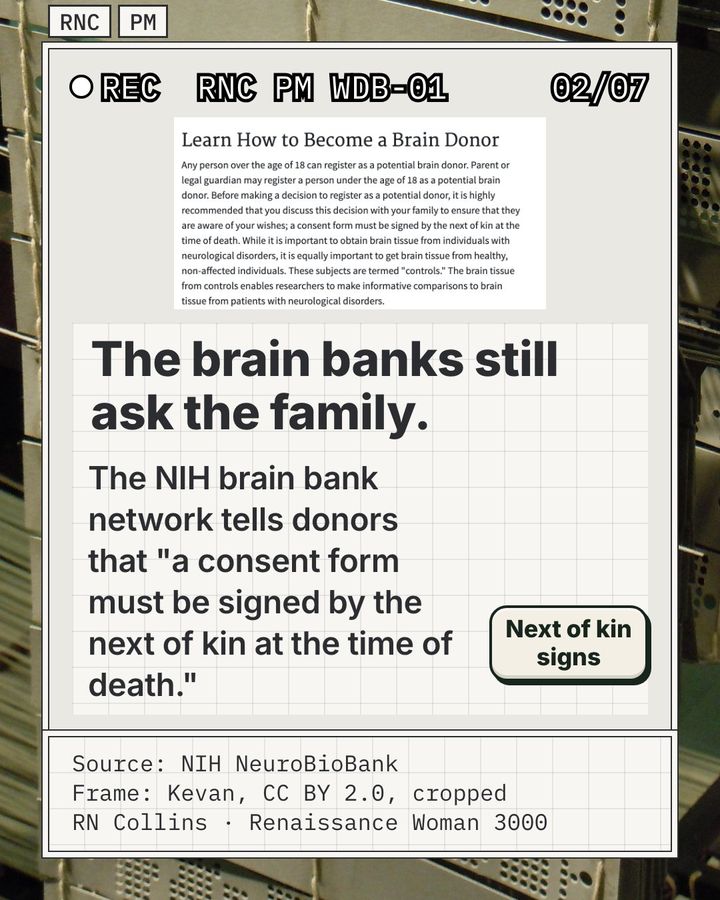 RNC PM
REC RNC PM WDB-01 02/07
Learn How to Become a Brain Donor
Any person over the age of 18 can register as a potential brain donor. Parent or
legal guardian may register a person under the age of 18 as a potential brain
donor. Before making a decision to register as a potential donor, it is highly
recommended that you discuss this decision with your family to ensure that they
are aware of your wishes; a consent form must be signed by the next of kin at the
time of death. While it is important to obtain brain tissue from individuals with
neurological disorders, it is equally important to get brain tissue from healthy,
non-affected individuals. These subjects are termed "controls." The brain tissue
from controls enables researchers to make informative comparisons to brain
tissue from patients with neurological disorders.
The brain banks still
ask the family.
The NIH brain bank
network tells donors
that "a consent form
must be signed by the
next of kin at the time of
death."
Next of kin
signs
Source: NIH NeuroBioBank
Frame: Kevan, CC BY 2.0, cropped
RN Collins · Renaissance Woman 3000